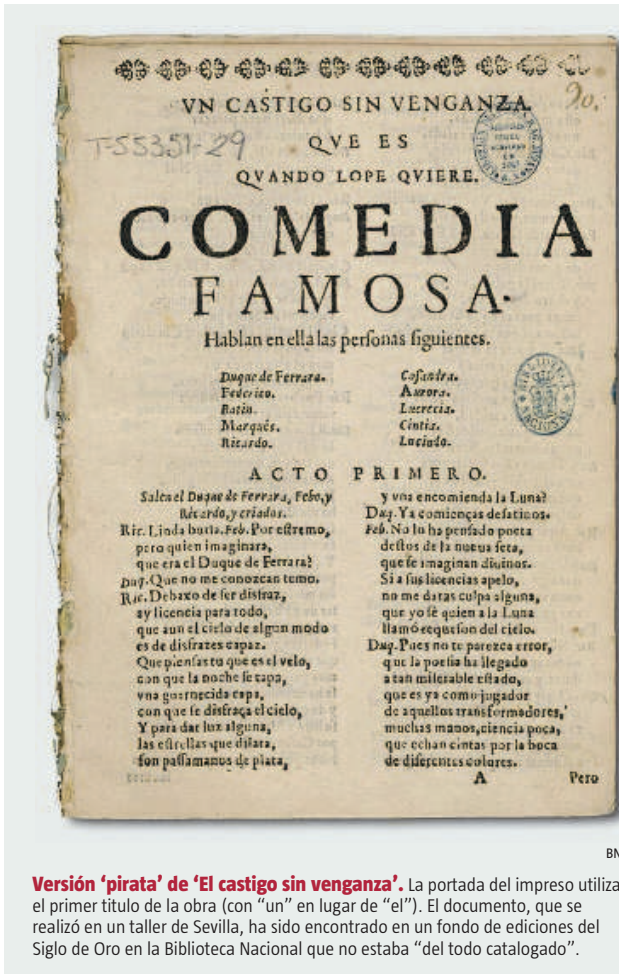 VN CASTIGO SIN VENGANZA.
90.
T-55351-29
QVE ES
QVANDO LOPE QVIERE.
COMEDIA
FAMOSA.
Hablan en ella las perſonas ſiguientes.
Duque de Ferrara.
Federico.
Batin.
Marques.
Ricardo.
Caſandra.
Aurora.
Lucrecia.
Cintia.
Lucindo.
BIBLIOTECA NACIONAL
ACTO PRIMERO.
Salen el Duque de Ferrara, Febo, y
Ricardo, y criados.
Ric. Linda burla. Feb. Por eſtremo,
pero quien imaginara,
que era el Duque de Ferrara?
Duq. Que no me conozcan temo.
Ric. Debaxo de ſer disfraz,
ay licencia para todo,
que aun el cielo de algun modo
es de disfrazes capaz.
Que pienſas tu que es el velo,
con que la noche ſe tapa,
vna guarnecida capa,
con que ſe disfraça el cielo,
Y para dar luz alguna,
las eſtrellas que dilata,
ſon paſſamanos de plata,
y vna encomienda la Luna?
Duq. Ya comienças deſatinos.
Feb. No lo ha penſado poeta
deſtos de la nueua ſeta,
que ſe imaginan diuinos.
Si a ſus licencias apelo,
no me daras culpa alguna,
que yo ſè quien a la Luna
llamó requeſon del cielo.
Duq. Pues no te parezca error,
que la poeſia ha llegado
a tan miſerable eſtado,
que es ya como jugador
de aquellos transformadores,
muchas manos, ciencia poca,
que echan cintas por la boca
de diferentes colores.
A Pero
BN
Versión ‘pirata’ de ‘El castigo sin venganza’. La portada del impreso utiliza
el primer titulo de la obra (con “un” en lugar de “el”). El documento, que se
realizó en un taller de Sevilla, ha sido encontrado en un fondo de ediciones del
Siglo de Oro en la Biblioteca Nacional que no estaba “del todo catalogado”.